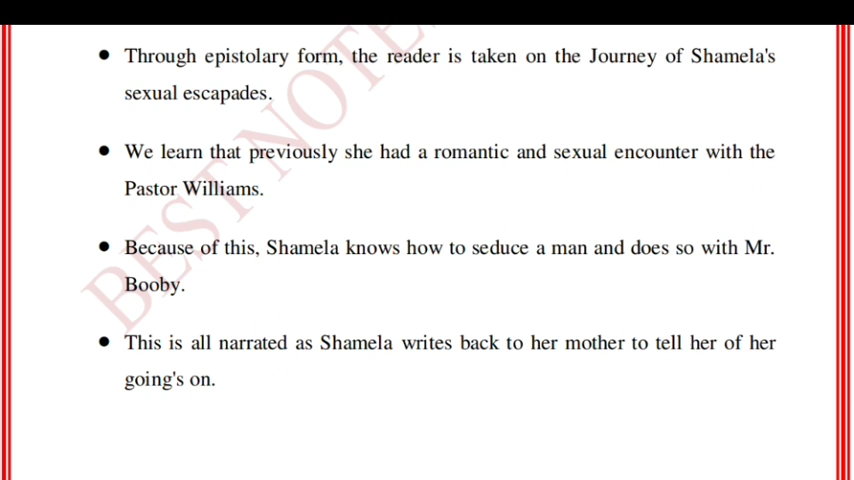 ● Through epistolary form, the reader is taken on the Journey of Shamela's
sexual escapades.
● We learn that previously she had a romantic and sexual encounter with the
Pastor Williams.
● Because of this, Shamela knows how to seduce a man and does so with Mr.
Booby.
● This is all narrated as Shamela writes back to her mother to tell her of her
going's on.
BEST NOTE